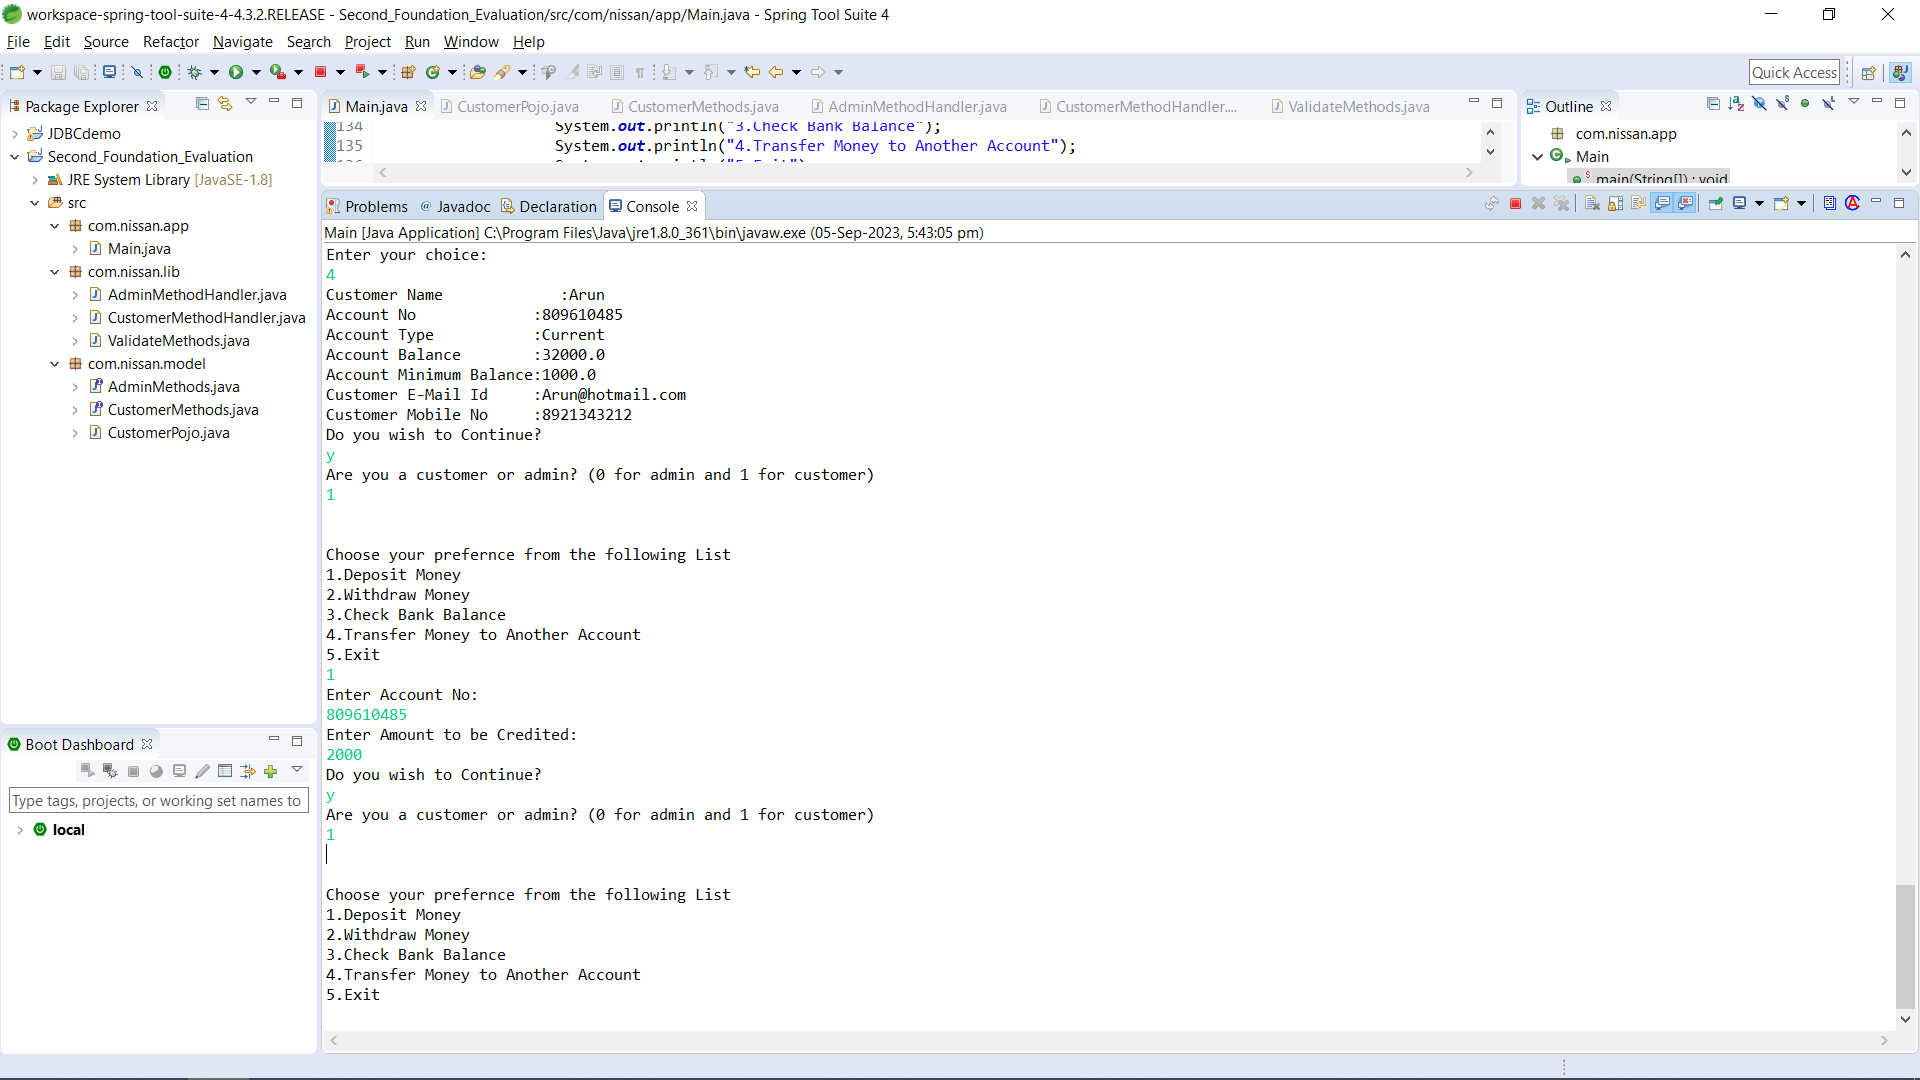 workspace-spring-tool-suite-4-4.3.2.RELEASE - Second_Foundation_Evaluation/src/com/nissan/app/Main.java - Spring Tool Suite 4
File Edit Source Refactor Navigate Search Project Run Window Help
Quick Access
Package Explorer
JDBCdemo
Second_Foundation_Evaluation
JRE System Library [JavaSE-1.8]
src
com.nissan.app
Main.java
com.nissan.lib
AdminMethodHandler.java
CustomerMethodHandler.java
ValidateMethods.java
com.nissan.model
AdminMethods.java
CustomerMethods.java
CustomerPojo.java
Boot Dashboard
Type tags, projects, or working set names to
local
Main.java CustomerPojo.java CustomerMethods.java AdminMethodHandler.java CustomerMethodHandler.... ValidateMethods.java
134 System.out.println("3.Check Bank Balance");
135 System.out.println("4.Transfer Money to Another Account");
136 System.out.println("5.Exit")
Outline
com.nissan.app
Main
main(String[]) : void
Problems @ Javadoc Declaration Console
Main [Java Application] C:\Program Files\Java\jre1.8.0_361\bin\javaw.exe (05-Sep-2023, 5:43:05 pm)
Enter your choice:
4
Customer Name :Arun
Account No :809610485
Account Type :Current
Account Balance :32000.0
Account Minimum Balance:1000.0
Customer E-Mail Id :Arun@hotmail.com
Customer Mobile No :8921343212
Do you wish to Continue?
y
Are you a customer or admin? (0 for admin and 1 for customer)
1
Choose your prefernce from the following List
1.Deposit Money
2.Withdraw Money
3.Check Bank Balance
4.Transfer Money to Another Account
5.Exit
1
Enter Account No:
809610485
Enter Amount to be Credited:
2000
Do you wish to Continue?
y
Are you a customer or admin? (0 for admin and 1 for customer)
1
Choose your prefernce from the following List
1.Deposit Money
2.Withdraw Money
3.Check Bank Balance
4.Transfer Money to Another Account
5.Exit